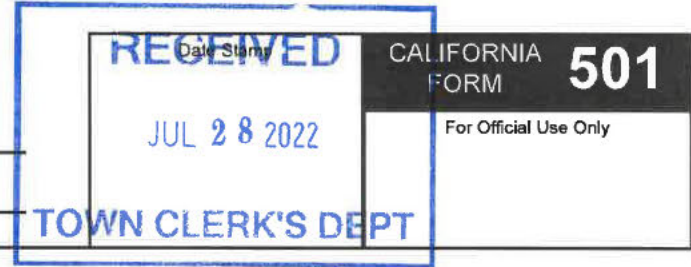 RECEIVED
Date Stamp
JUL 28 2022
TOWN CLERK'S DEPT
CALIFORNIA
FORM 501
For Official Use Only